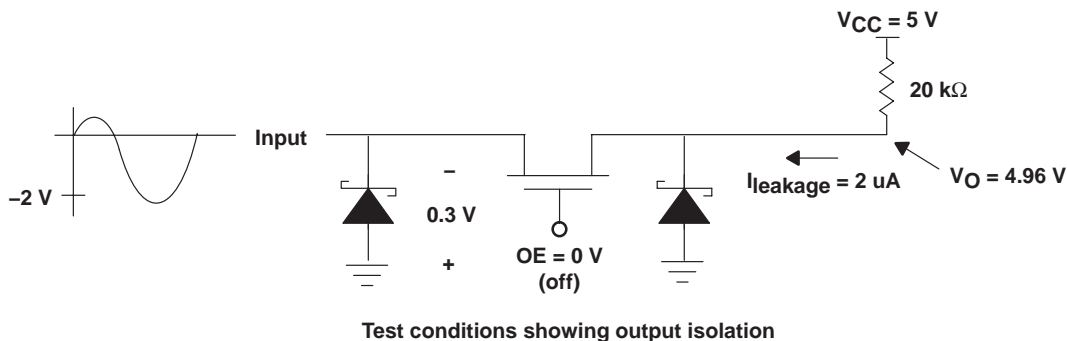 VCC = 5 V
20 kΩ
Input
–2 V
–
0.3 V
+
OE = 0 V
(off)
Ileakage = 2 uA
VO = 4.96 V
Test conditions showing output isolation